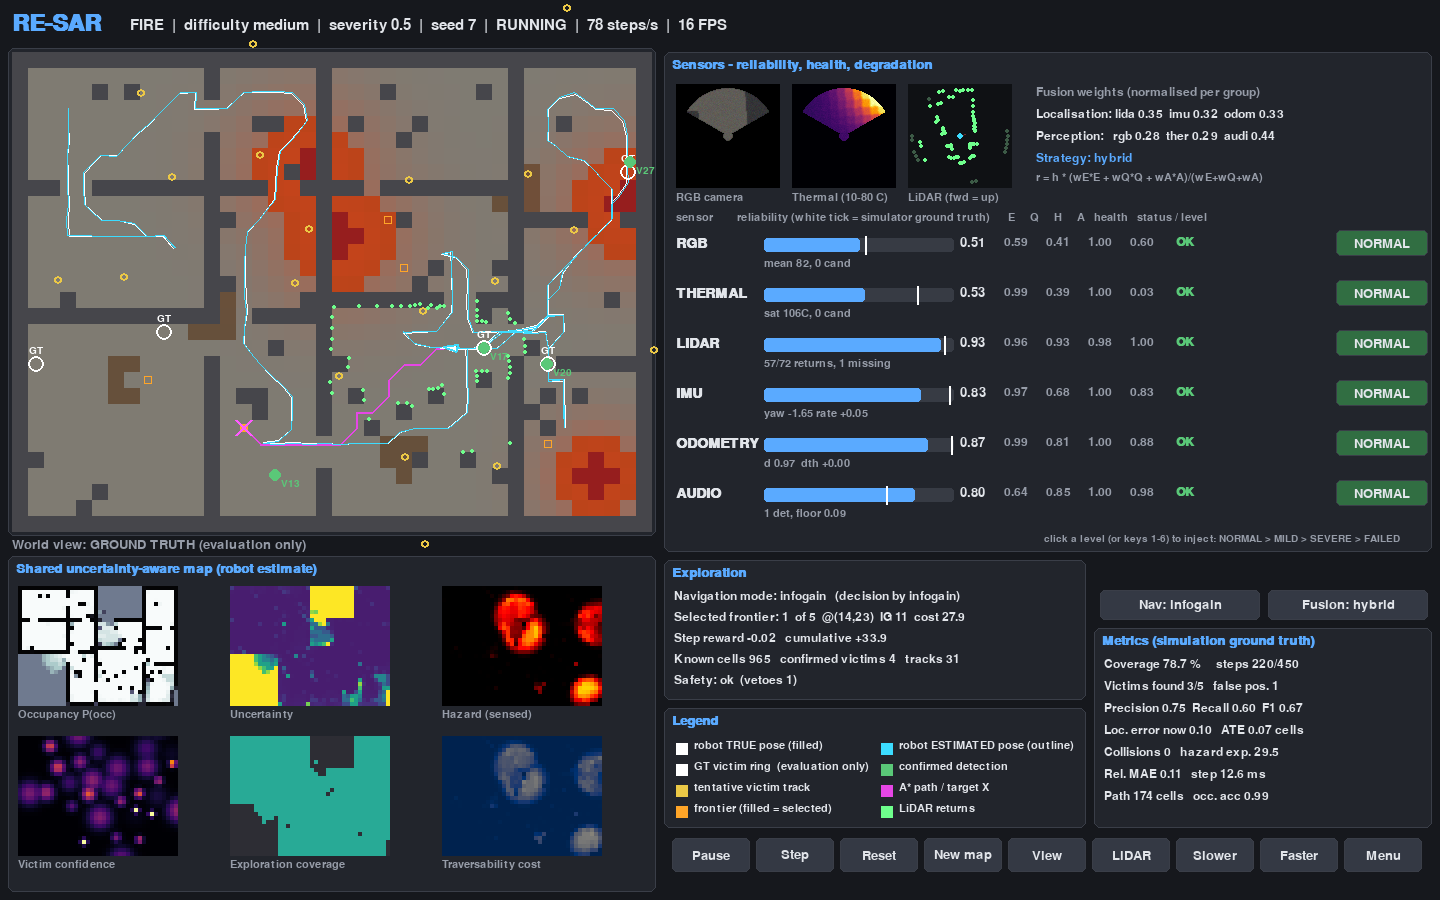 RE-SAR
FIRE | difficulty medium | severity 0.5 | seed 7 | RUNNING | 78 steps/s | 16 FPS
GT
V27
GT
GT
GT
V17
GT
V20
V13
World view: GROUND TRUTH (evaluation only)
Sensors - reliability, health, degradation
RGB camera
Thermal (10-80 C)
LiDAR (fwd = up)
Fusion weights (normalised per group)
Localisation: lida 0.35 imu 0.32 odom 0.33
Perception: rgb 0.28 ther 0.29 audi 0.44
Strategy: hybrid
r = h * (wE*E + wQ*Q + wA*A)/(wE+wQ+wA)
sensor reliability (white tick = simulator ground truth) E Q H A health status / level
RGB 0.51 0.59 0.41 1.00 0.60 OK NORMAL
mean 82, 0 cand
THERMAL 0.53 0.99 0.39 1.00 0.03 OK NORMAL
sat 106C, 0 cand
LIDAR 0.93 0.96 0.93 0.98 1.00 OK NORMAL
57/72 returns, 1 missing
IMU 0.83 0.97 0.68 1.00 0.83 OK NORMAL
yaw -1.65 rate +0.05
ODOMETRY 0.87 0.99 0.81 1.00 0.88 OK NORMAL
d 0.97 dth +0.00
AUDIO 0.80 0.64 0.85 1.00 0.98 OK NORMAL
1 det, floor 0.09
click a level (or keys 1-6) to inject: NORMAL > MILD > SEVERE > FAILED
Shared uncertainty-aware map (robot estimate)
Occupancy P(occ)
Uncertainty
Hazard (sensed)
Victim confidence
Exploration coverage
Traversability cost
Exploration
Navigation mode: infogain (decision by infogain)
Selected frontier: 1 of 5 @(14,23) IG 11 cost 27.9
Step reward -0.02 cumulative +33.9
Known cells 965 confirmed victims 4 tracks 31
Safety: ok (vetoes 1)
Nav: infogain
Fusion: hybrid
Legend
robot TRUE pose (filled)
robot ESTIMATED pose (outline)
GT victim ring (evaluation only)
confirmed detection
tentative victim track
A* path / target X
frontier (filled = selected)
LiDAR returns
Metrics (simulation ground truth)
Coverage 78.7 % steps 220/450
Victims found 3/5 false pos. 1
Precision 0.75 Recall 0.60 F1 0.67
Loc. error now 0.10 ATE 0.07 cells
Collisions 0 hazard exp. 29.5
Rel. MAE 0.11 step 12.6 ms
Path 174 cells occ. acc 0.99
Pause
Step
Reset
New map
View
LiDAR
Slower
Faster
Menu